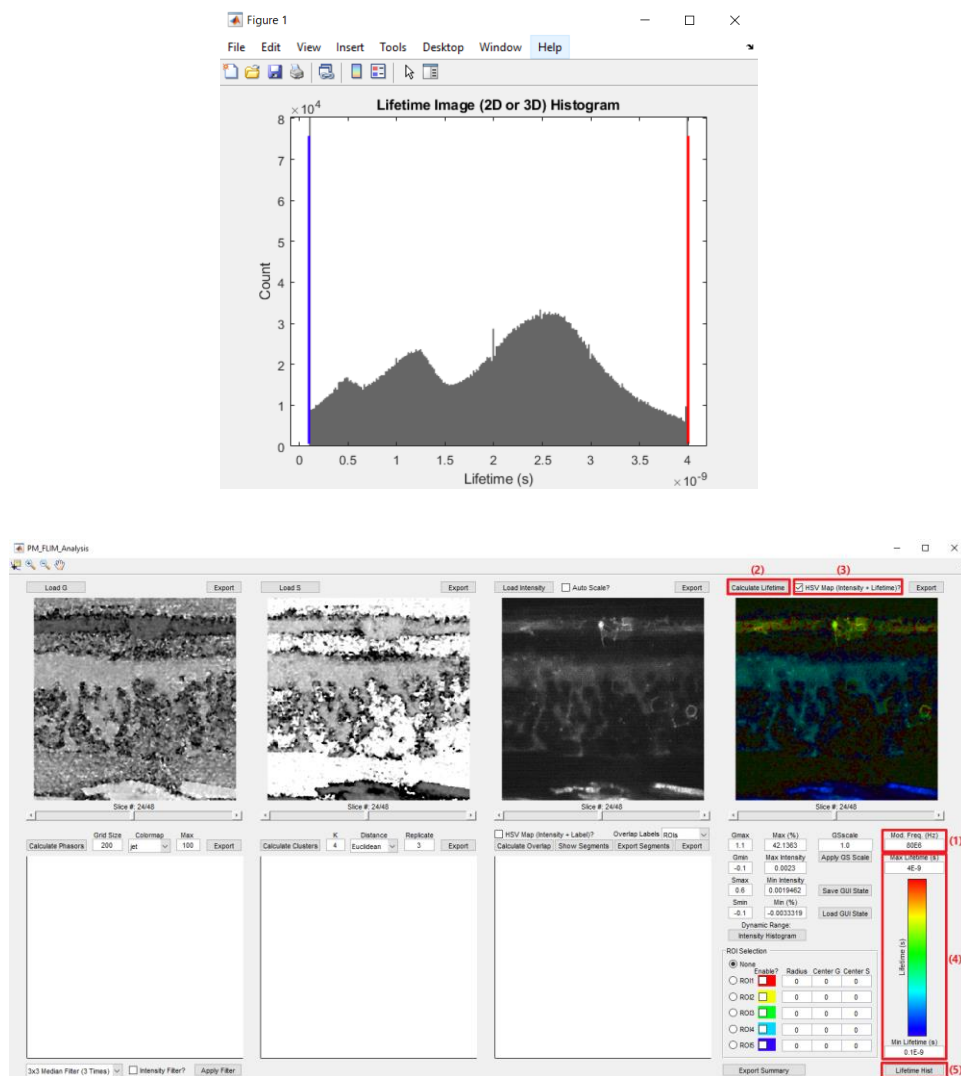 Figure 1
File Edit View Insert Tools Desktop Window Help
Lifetime Image (2D or 3D) Histogram
×10^4
8
7
6
5
4
3
2
1
0
Count
0 0.5 1 1.5 2 2.5 3 3.5 4
Lifetime (s)
×10^-9
PM_FLIM_Analysis
(2) (3)
Load G Export Load S Export Load Intensity Auto Scale? Export Calculate Lifetime HSV Map (Intensity + Lifetime)? Export
Slice #: 24/48 Slice #: 24/48 Slice #: 24/48 Slice #: 24/48
Grid Size Colormap Max
Calculate Phasors 200 jet 100 Export
K Distance Replicate
Calculate Clusters 4 Euclidean 3 Export
HSV Map (Intensity + Label)? Overlap Labels ROIs
Calculate Overlap Show Segments Export Segments Export
Gmax Max (%) GSscale Mod. Freq. (Hz)
1.1 42.1363 1.0 80E6 (1)
Gmin Max Intensity Apply GS Scale Max Lifetime (s)
-0.1 0.0023 4E-9
Smax Min Intensity
0.6 0.0019462 Save GUI State
Smin Min (%)
-0.1 -0.0033319 Load GUI State
Dynamic Range:
Intensity Histogram
Lifetime (s)
(4)
ROI Selection
None
Enable? Radius Center G Center S
ROI1 0 0 0
ROI2 0 0 0
ROI3 0 0 0
ROI4 0 0 0
ROI5 0 0 0
Min Lifetime (s)
0.1E-9
3x3 Median Filter (3 Times) Intensity Filter? Apply Filter Export Summary Lifetime Hist (5)